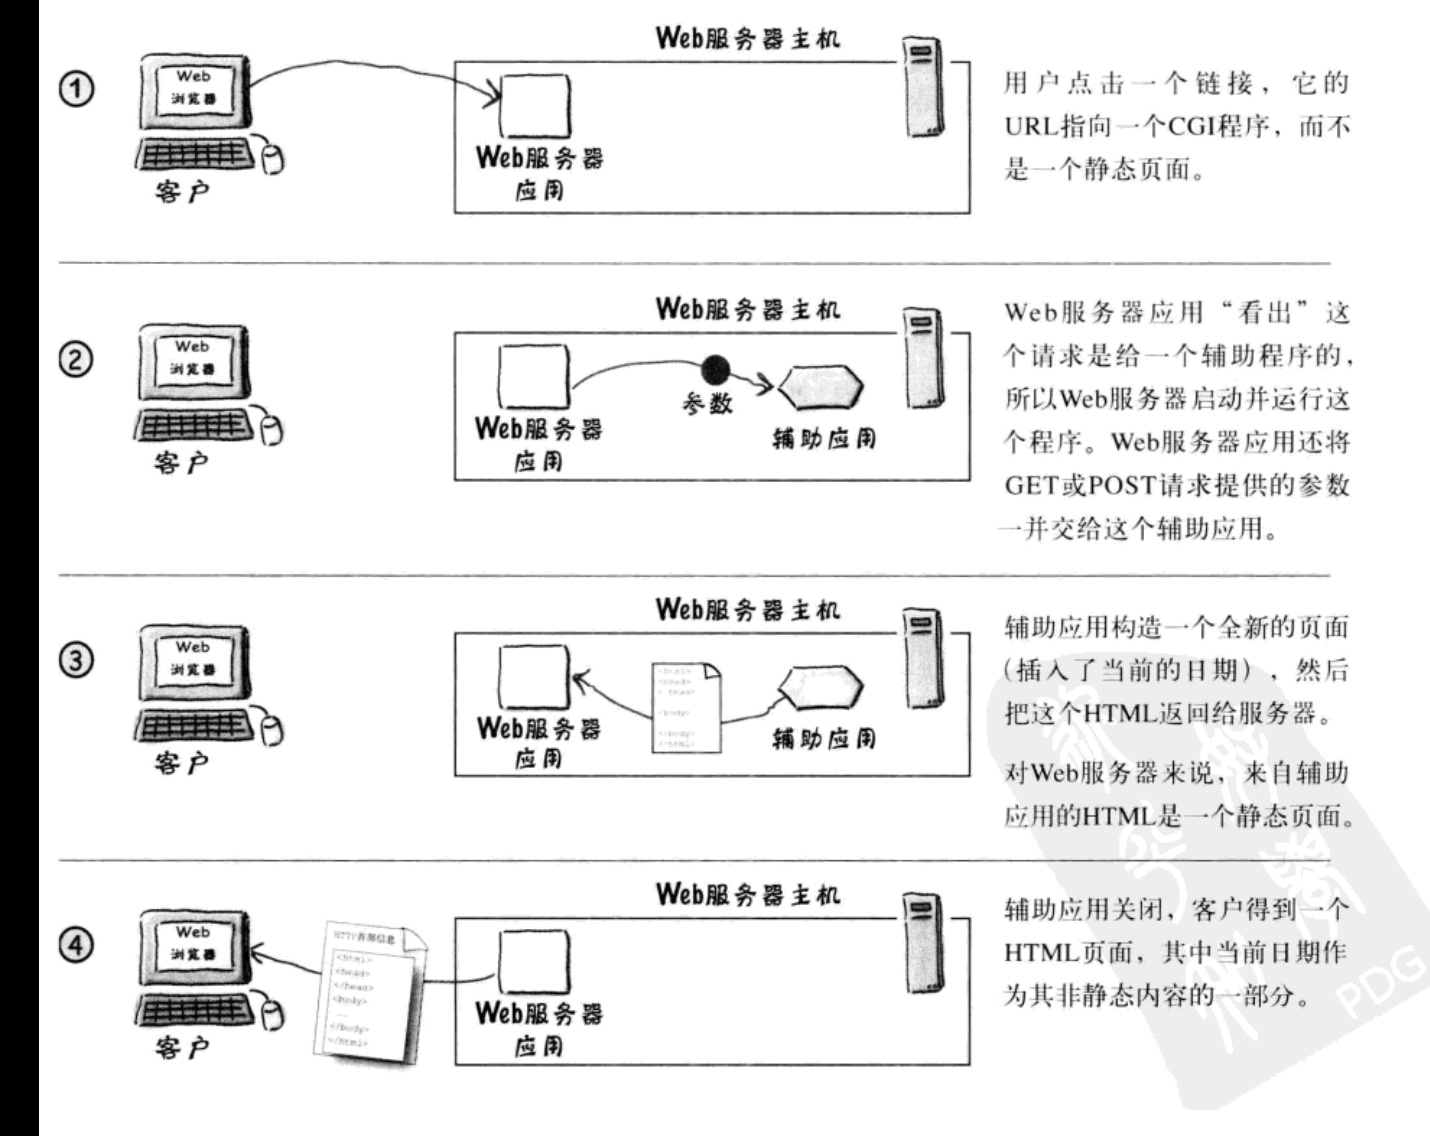 ①
Web服务器主机
Web
浏览器
客户
Web服务器
应用
用户点击一个链接，它的
URL指向一个CGI程序，而不
是一个静态页面。
②
Web服务器主机
Web
浏览器
客户
Web服务器
应用
参数
辅助应用
Web服务器应用“看出”这
个请求是给一个辅助程序的，
所以Web服务器启动并运行这
个程序。Web服务器应用还将
GET或POST请求提供的参数
一并交给这个辅助应用。
③
Web服务器主机
Web
浏览器
客户
Web服务器
应用
辅助应用
辅助应用构造一个全新的页面
（插入了当前的日期），然后
把这个HTML返回给服务器。
对Web服务器来说，来自辅助
应用的HTML是一个静态页面。
④
Web服务器主机
Web
浏览器
客户
HTTP首部信息
<html>
<head>
</head>
<body>
...
</body>
</html>
Web服务器
应用
辅助应用关闭，客户得到一个
HTML页面，其中当前日期作
为其非静态内容的一部分。
PDG